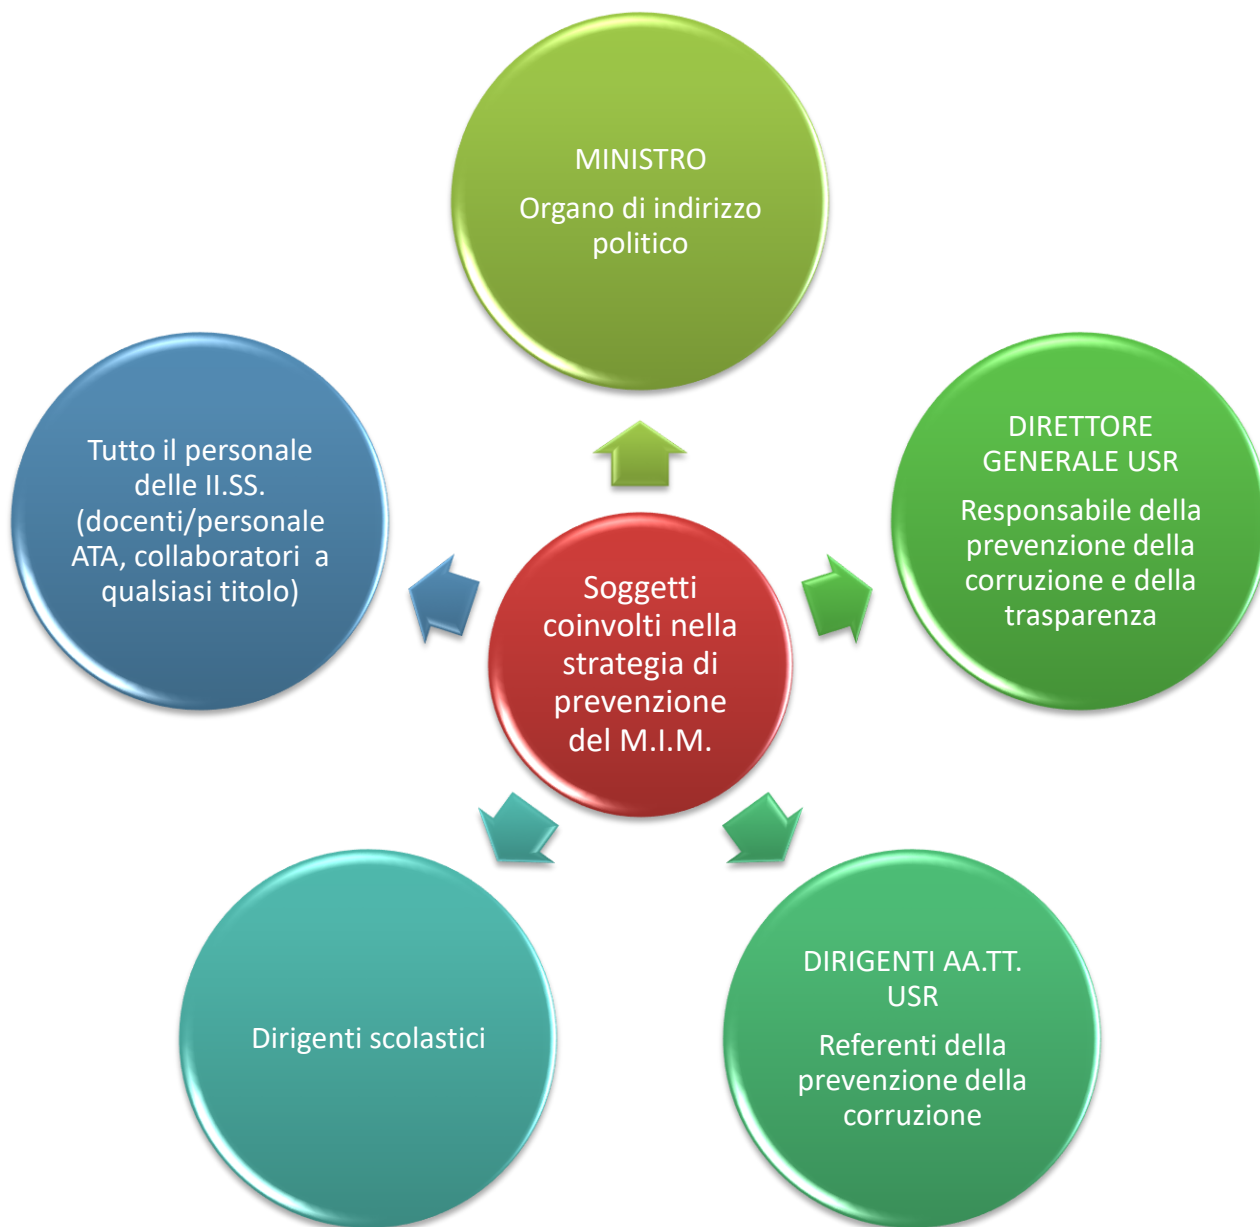 MINISTRO
Organo di indirizzo
politico
DIRETTORE
GENERALE USR
Responsabile della
prevenzione della
corruzione e della
trasparenza
DIRIGENTI AA.TT.
USR
Referenti della
prevenzione della
corruzione
Dirigenti scolastici
Tutto il personale
delle II.SS.
(docenti/personale
ATA, collaboratori a
qualsiasi titolo)
Soggetti
coinvolti nella
strategia di
prevenzione
del M.I.M.